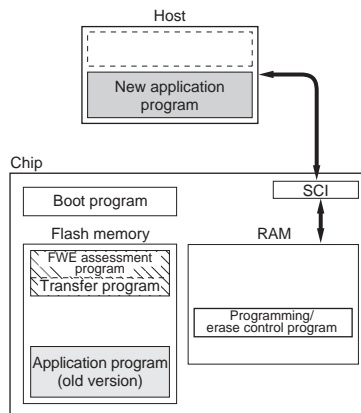 Host
New application
program
Chip
SCI
Boot program
Flash memory
RAM
FWE assessment
program
Transfer program
Programming/
erase control program
Application program
(old version)